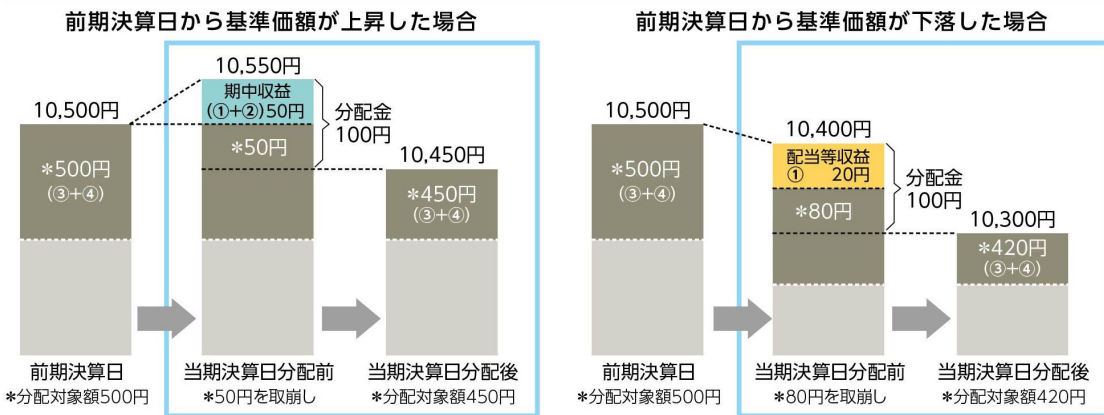 前期決算日から基準価額が上昇した場合
10,500円
*500円
(③+④)
10,550円
期中収益
(①+②)50円
*50円
分配金
100円
10,450円
*450円
(③+④)
前期決算日
*分配対象額500円
当期決算日分配前
*50円を取崩し
当期決算日分配後
*分配対象額450円
前期決算日から基準価額が下落した場合
10,500円
*500円
(③+④)
10,400円
配当等収益
① 20円
*80円
分配金
100円
10,300円
*420円
(③+④)
前期決算日
*分配対象額500円
当期決算日分配前
*80円を取崩し
当期決算日分配後
*分配対象額420円